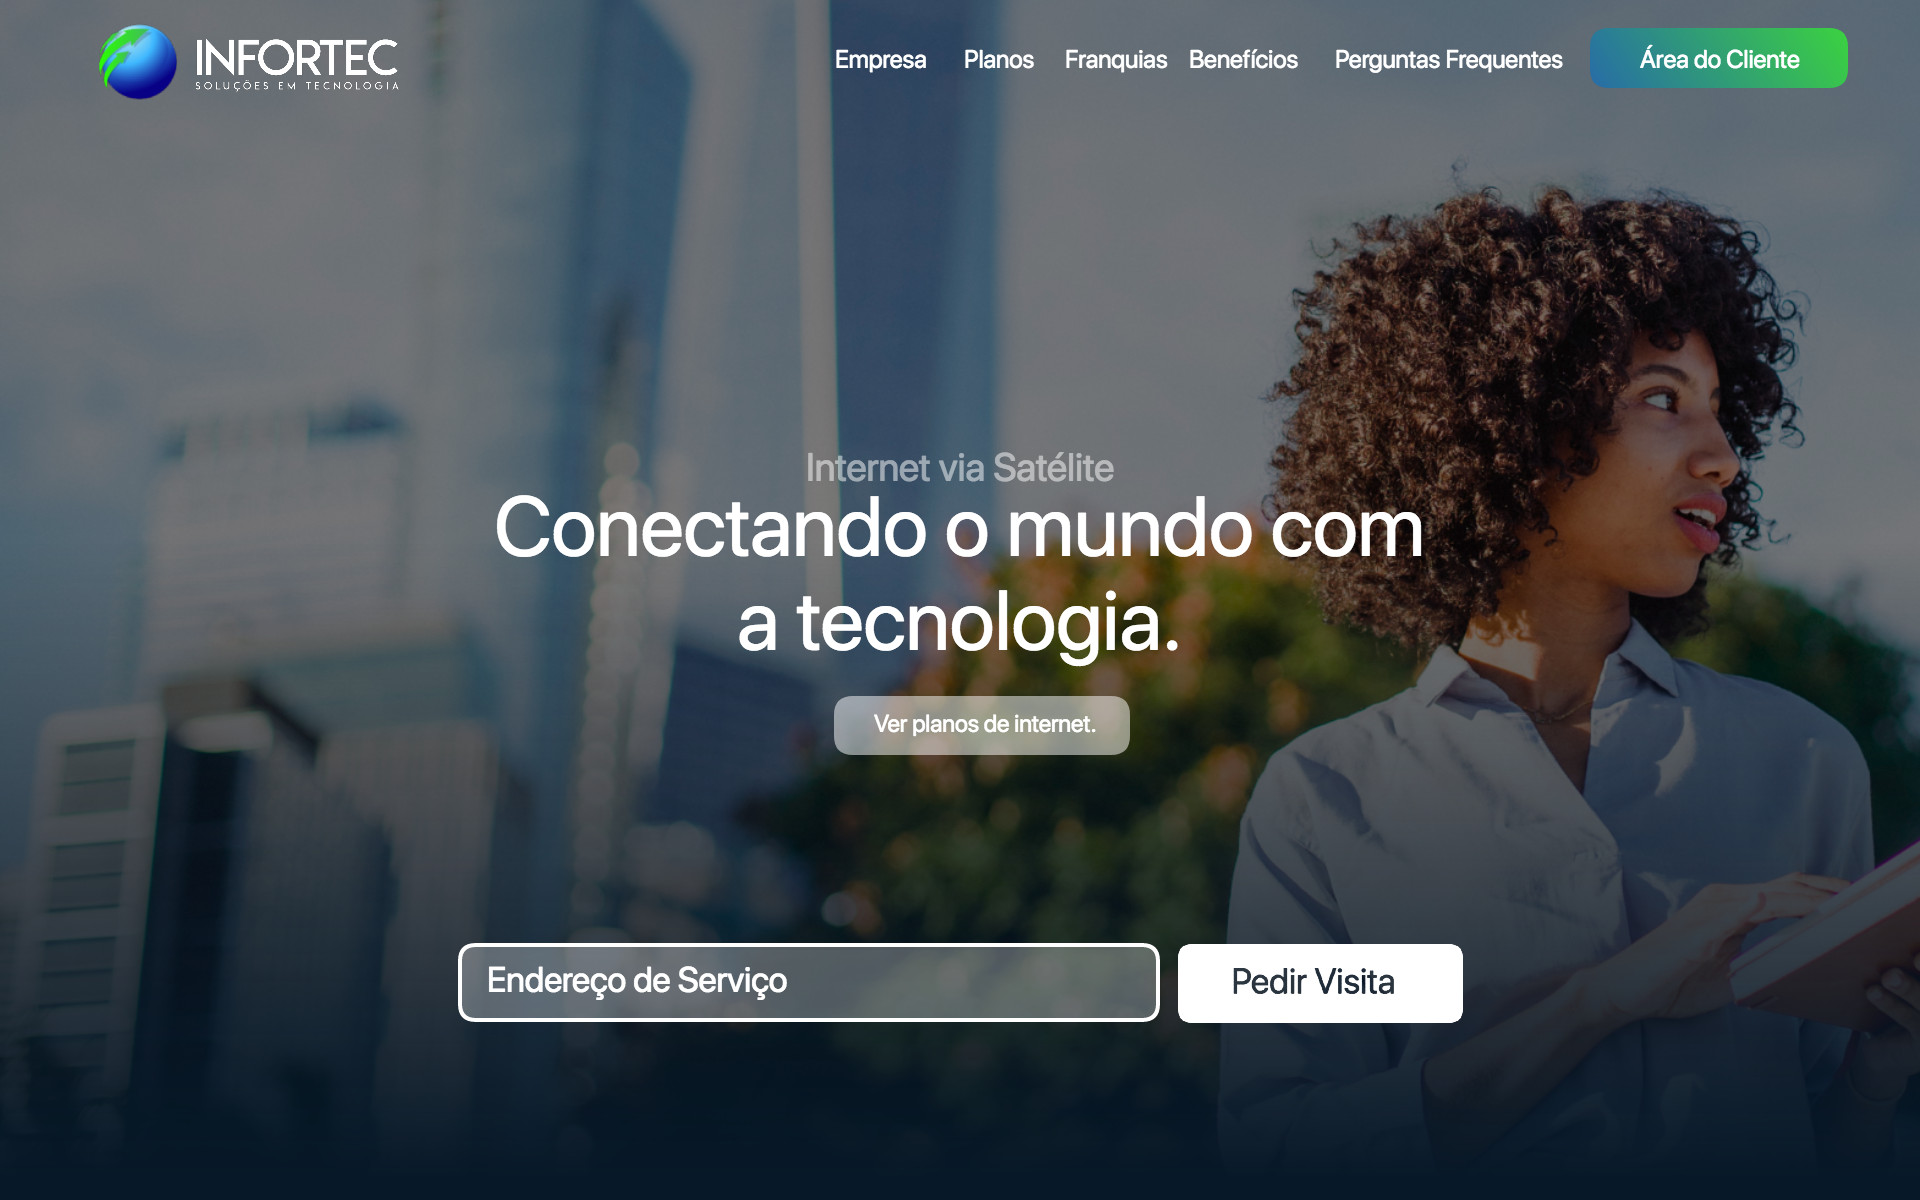 INFORTEC
SOLUÇÕES EM TECNOLOGIA
Empresa
Planos
Franquias
Benefícios
Perguntas Frequentes
Área do Cliente
Internet via Satélite
Conectando o mundo com
a tecnologia.
Ver planos de internet.
Endereço de Serviço
Pedir Visita